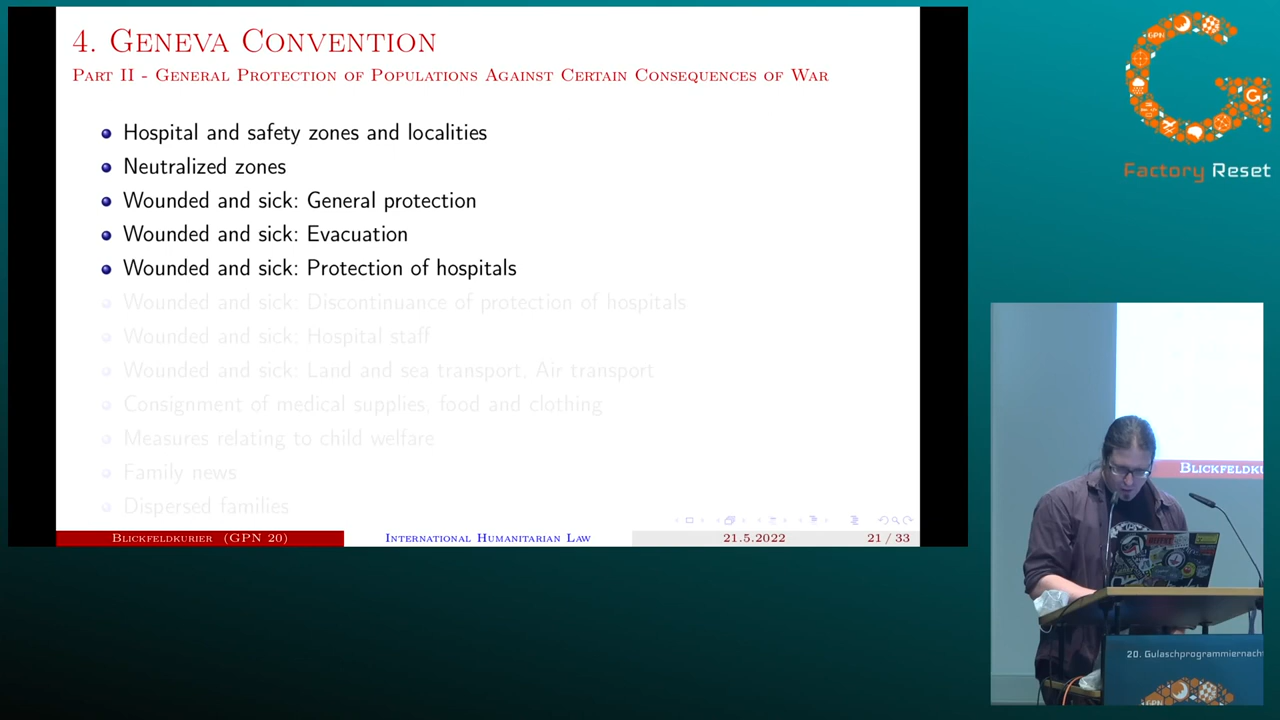 4. Geneva Convention
Part II - General Protection of Populations Against Certain Consequences of War
Hospital and safety zones and localities
Neutralized zones
Wounded and sick: General protection
Wounded and sick: Evacuation
Wounded and sick: Protection of hospitals
Wounded and sick: Discontinuance of protection of hospitals
Wounded and sick: Hospital staff
Wounded and sick: Land and sea transport. Air transport
Consignment of medical supplies, food and clothing
Measures relating to child welfare
Family news
Dispersed families
Blickfeldkurier (GPN 20) International Humanitarian Law 21.5.2022 21 / 33
GPN
G
Factory Reset
Blickfeldku
20. Gulaschprogrammiernacht
GPN